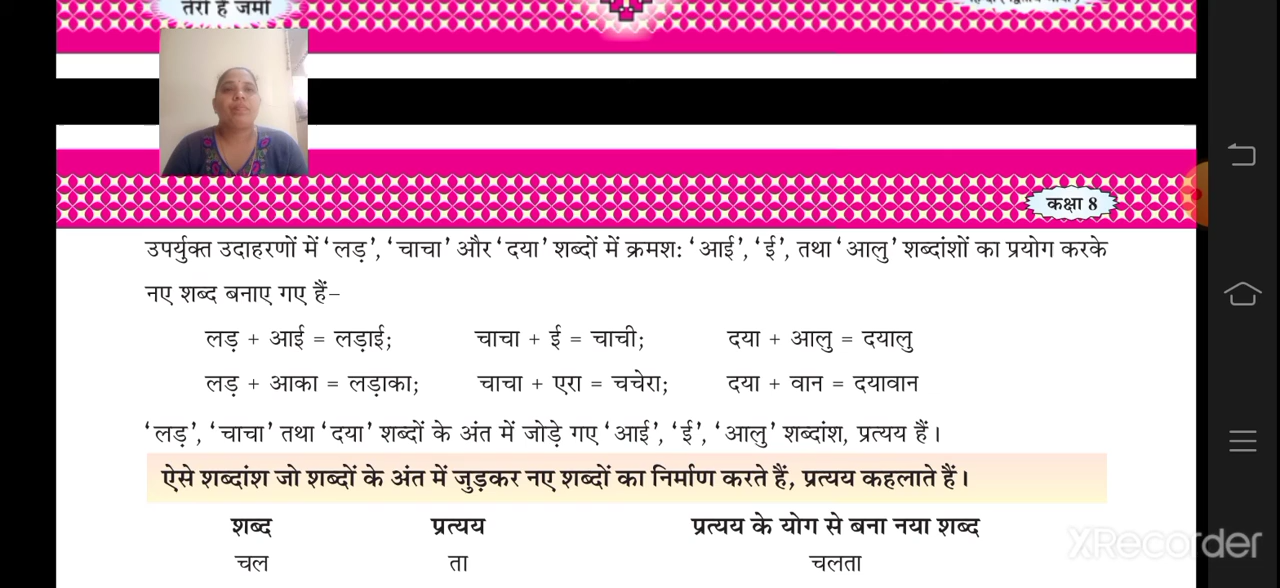 तेरी है जमीं
कक्षा 8
उपर्युक्त उदाहरणों में ‘लड़’, ‘चाचा’ और ‘दया’ शब्दों में क्रमश: ‘आई’, ‘ई’, तथा ‘आलु’ शब्दांशों का प्रयोग करके
नए शब्द बनाए गए हैं–
लड़ + आई = लड़ाई; चाचा + ई = चाची; दया + आलु = दयालु
लड़ + आका = लड़ाका; चाचा + एरा = चचेरा; दया + वान = दयावान
‘लड़’, ‘चाचा’ तथा ‘दया’ शब्दों के अंत में जोड़े गए ‘आई’, ‘ई’, ‘आलु’ शब्दांश, प्रत्यय हैं।
ऐसे शब्दांश जो शब्दों के अंत में जुड़कर नए शब्दों का निर्माण करते हैं, प्रत्यय कहलाते हैं।
शब्द प्रत्यय प्रत्यय के योग से बना नया शब्द
चल ता चलता
XRecorder